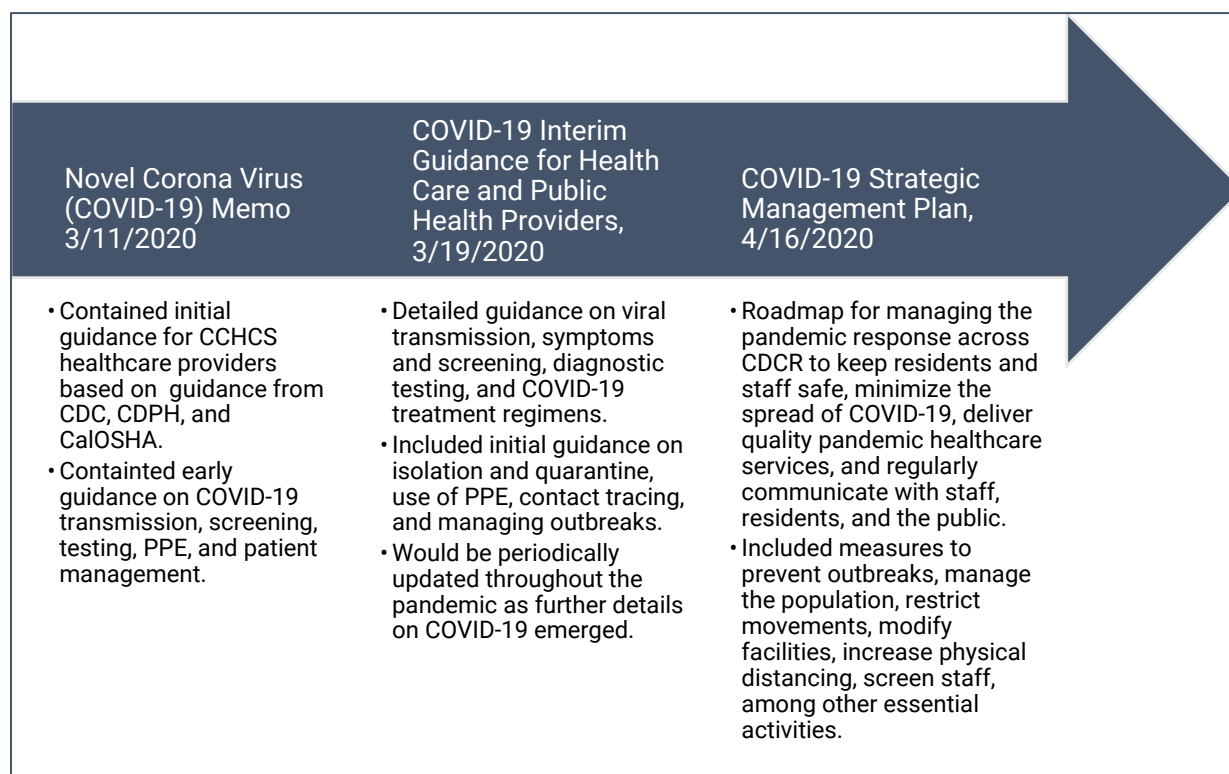 Novel Corona Virus
(COVID-19) Memo
3/11/2020
• Contained initial
guidance for CCHCS
healthcare providers
based on  guidance from
CDC, CDPH, and
CalOSHA.
• Containted early
guidance on COVID-19
transmission, screening,
testing, PPE, and patient
management.
COVID-19 Interim
Guidance for Health
Care and Public
Health Providers,
3/19/2020
• Detailed guidance on viral
transmission, symptoms
and screening, diagnostic
testing, and COVID-19
treatment regimens.
• Included initial guidance on
isolation and quarantine,
use of PPE, contact tracing,
and managing outbreaks.
• Would be periodically
updated throughout the
pandemic as further details
on COVID-19 emerged.
COVID-19 Strategic
Management Plan,
4/16/2020
• Roadmap for managing the
pandemic response across
CDCR to keep residents and
staff safe, minimize the
spread of COVID-19, deliver
quality pandemic healthcare
services, and regularly
communicate with staff,
residents, and the public.
• Included measures to
prevent outbreaks, manage
the population, restrict
movements, modify
facilities, increase physical
distancing, screen staff,
among other essential
activities.